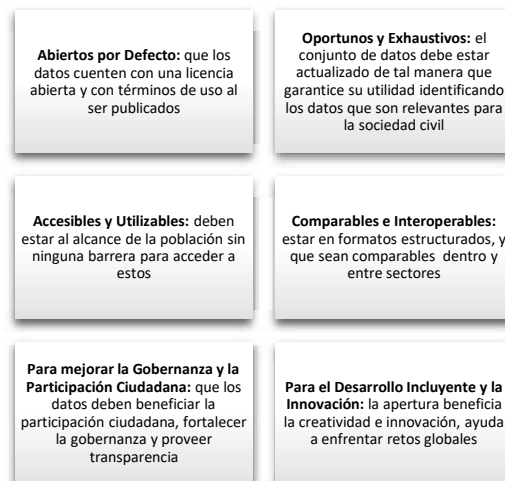 Abiertos por Defecto: que los
datos cuenten con una licencia
abierta y con términos de uso al
ser publicados
Oportunos y Exhaustivos: el
conjunto de datos debe estar
actualizado de tal manera que
garantice su utilidad identificando
los datos que son relevantes para
la sociedad civil
Accesibles y Utilizables: deben
estar al alcance de la población sin
ninguna barrera para acceder a
estos
Comparables e Interoperables:
estar en formatos estructurados, y
que sean comparables dentro y
entre sectores
Para mejorar la Gobernanza y la
Participación Ciudadana: que los
datos deben beneficiar la
participación ciudadana, fortalecer
la gobernanza y proveer
transparencia
Para el Desarrollo Incluyente y la
Innovación: la apertura beneficia
la creatividad e innovación, ayuda
a enfrentar retos globales